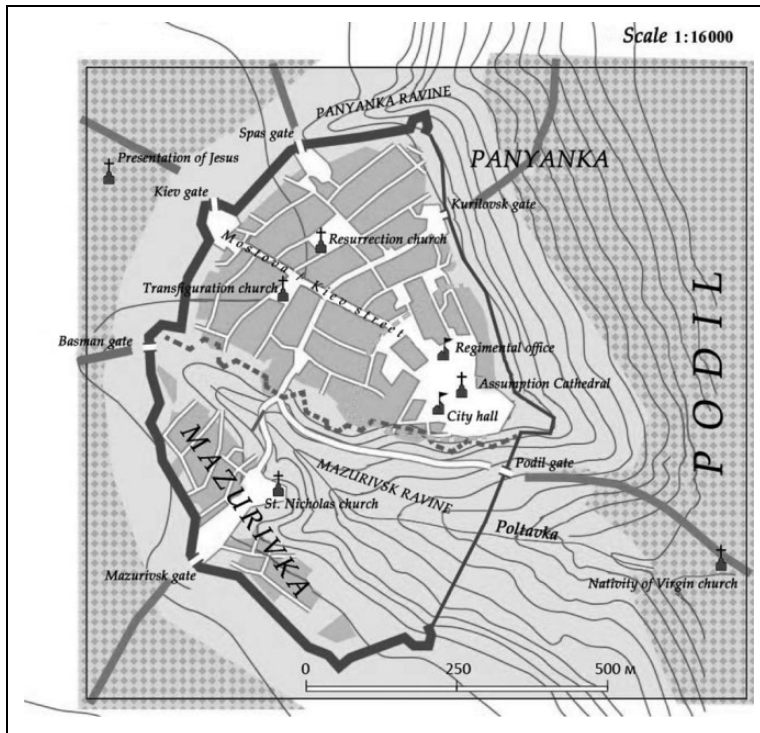 Scale 1:16000
PANYANKA RAVINE
Spas gate
PANYANKA
Presentation of Jesus
Kiev gate
Kurilovsk gate
Resurrection church
Mostova / Kiev street
Transfiguration church
PODIL
Basman gate
Regimental office
Assumption Cathedral
City hall
MAZURIVKA
MAZURIVSK RAVINE
Podil gate
St. Nicholas church
Poltavka
Mazurivsk gate
Nativity of Virgin church
0 250 500 м